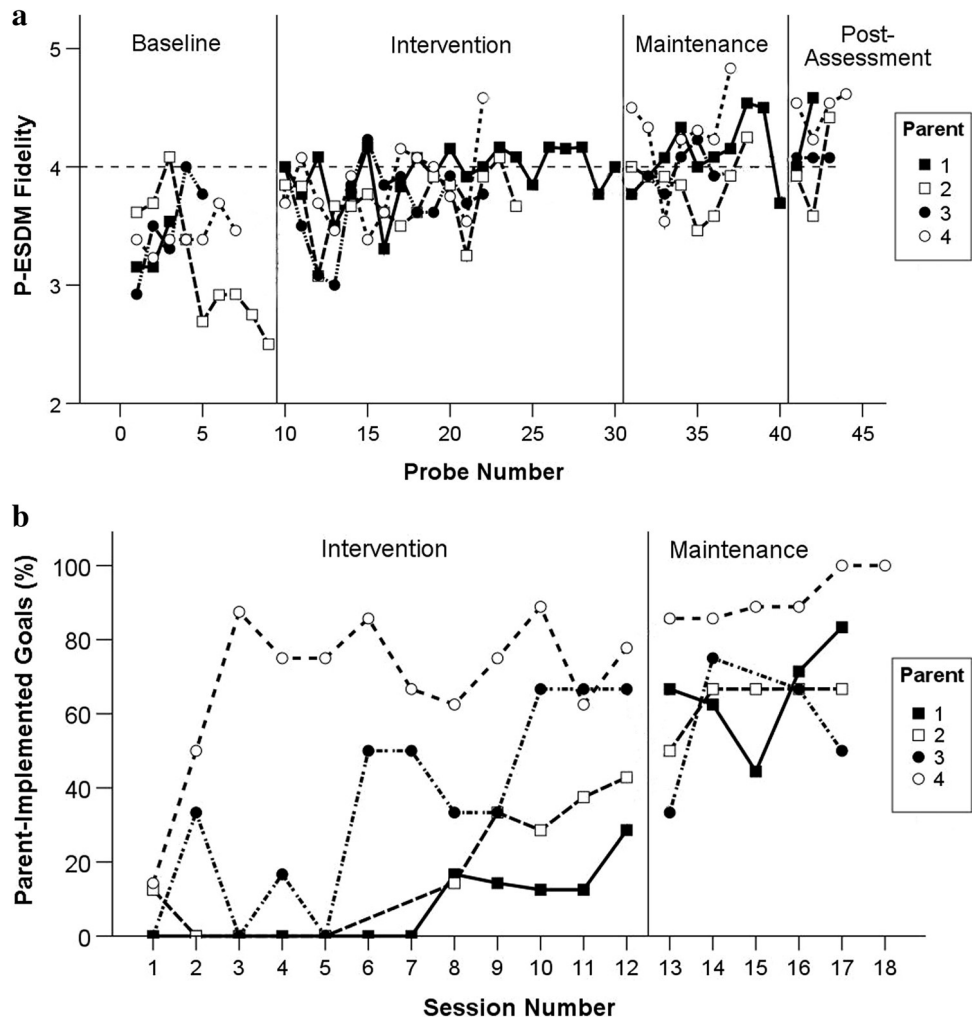 a
Baseline Intervention Maintenance Post-
Assessment
5
4
3
2
P-ESDM Fidelity
0 5 10 15 20 25 30 35 40 45
Probe Number
Parent
1
2
3
4
b
Intervention Maintenance
100
80
60
40
20
0
Parent-Implemented Goals (%)
1 2 3 4 5 6 7 8 9 10 11 12 13 14 15 16 17 18
Session Number
Parent
1
2
3
4